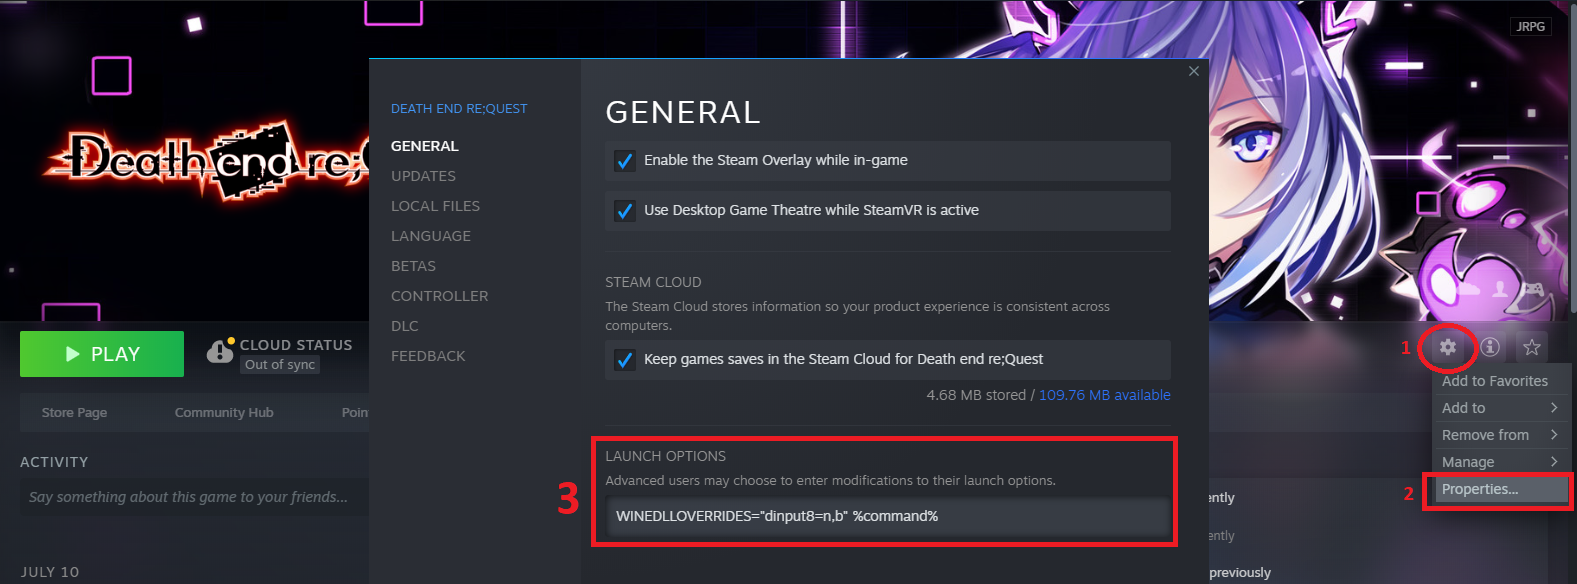 JRPG
Death end re;Q
DEATH END RE;QUEST
GENERAL
UPDATES
LOCAL FILES
LANGUAGE
BETAS
CONTROLLER
DLC
FEEDBACK
GENERAL
Enable the Steam Overlay while in-game
Use Desktop Game Theatre while SteamVR is active
STEAM CLOUD
The Steam Cloud stores information so your product experience is consistent across
computers.
Keep games saves in the Steam Cloud for Death end re;Quest
4.68 MB stored / 109.76 MB available
3
LAUNCH OPTIONS
Advanced users may choose to enter modifications to their launch options.
WINEDLLOVERRIDES="dinput8=n,b" %command%
PLAY
CLOUD STATUS
Out of sync
Store Page
Community Hub
Poin
ACTIVITY
Say something about this game to your friends...
JULY 10
1
Add to Favorites
Add to
Remove from
Manage
2
Properties...
ently
ently
previously